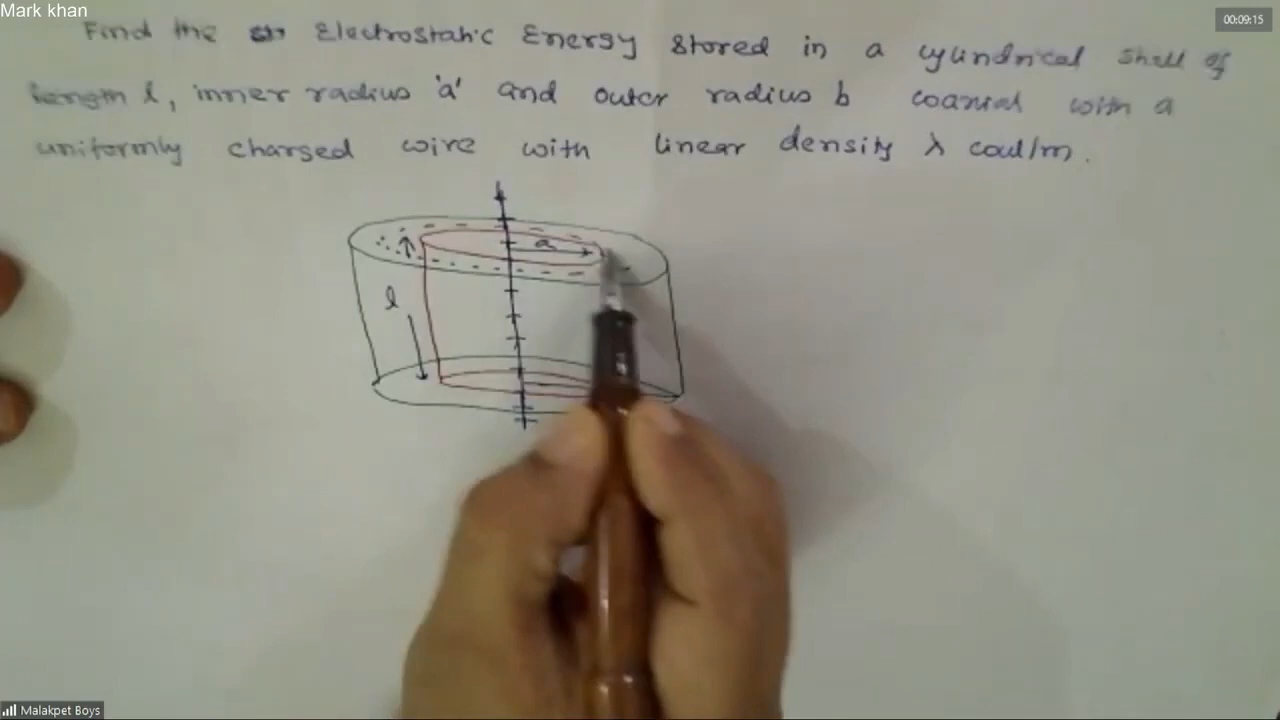 Mark khan
00:09:15
Find the Electrostatic Energy stored in a cylindrical shell of
length l, inner radius 'a' and outer radius b coaxial with a
uniformly charged wire with linear density λ coul/m.
a
l
Malakpet Boys